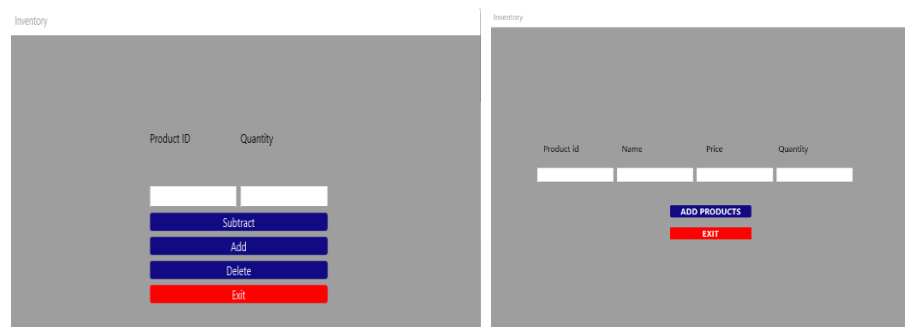 Inventory
Product ID Quantity
Subtract
Add
Delete
Exit
Inventory
Product id Name Price Quantity
ADD PRODUCTS
EXIT